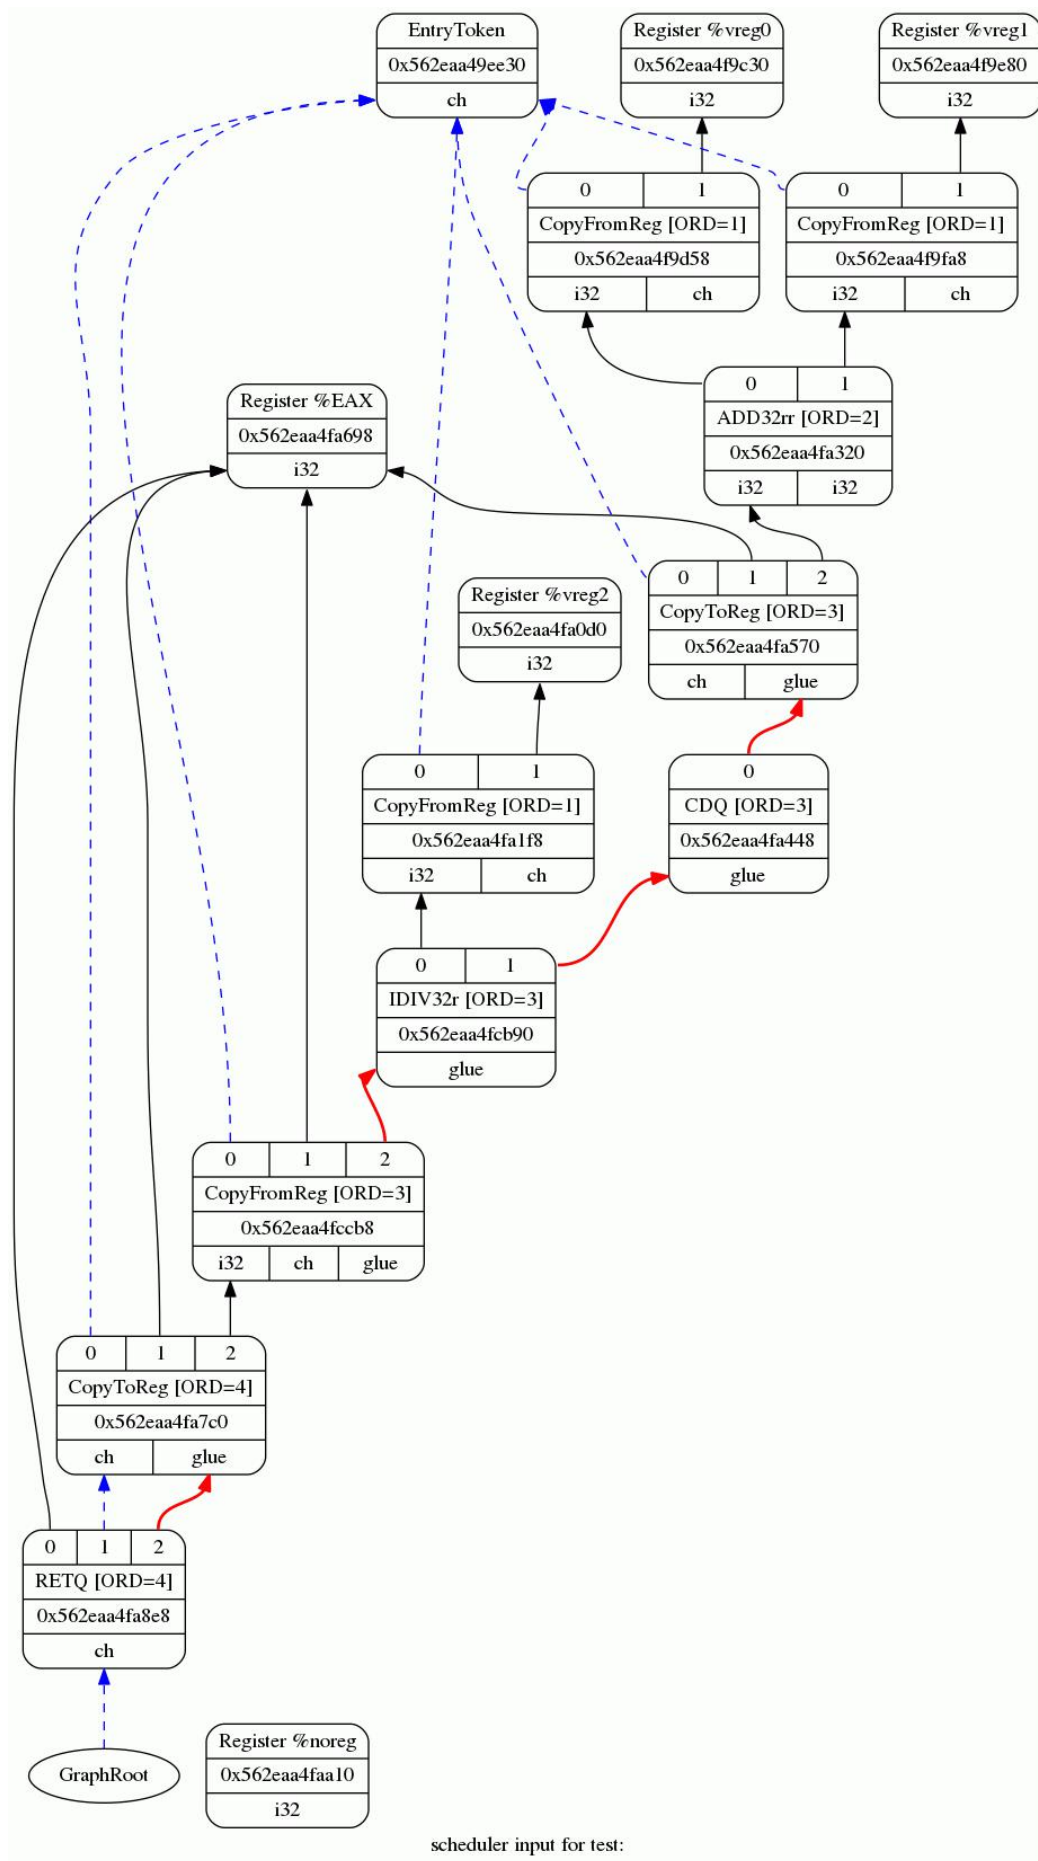 EntryToken
0x562eaa49ee30
ch
Register %vreg0
0x562eaa4f9c30
i32
Register %vreg1
0x562eaa4f9e80
i32
0 1
CopyFromReg [ORD=1]
0x562eaa4f9d58
i32 ch
0 1
CopyFromReg [ORD=1]
0x562eaa4f9fa8
i32 ch
0 1
ADD32rr [ORD=2]
0x562eaa4fa320
i32 i32
Register %EAX
0x562eaa4fa698
i32
0 1 2
CopyToReg [ORD=3]
0x562eaa4fa570
ch glue
Register %vreg2
0x562eaa4fa0d0
i32
0 1
CopyFromReg [ORD=1]
0x562eaa4fa1f8
i32 ch
0
CDQ [ORD=3]
0x562eaa4fa448
glue
0 1
IDIV32r [ORD=3]
0x562eaa4fcb90
glue
0 1 2
CopyFromReg [ORD=3]
0x562eaa4fccb8
i32 ch glue
0 1 2
CopyToReg [ORD=4]
0x562eaa4fa7c0
ch glue
0 1 2
RETQ [ORD=4]
0x562eaa4fa8e8
ch
GraphRoot
Register %noreg
0x562eaa4faa10
i32
scheduler input for test: